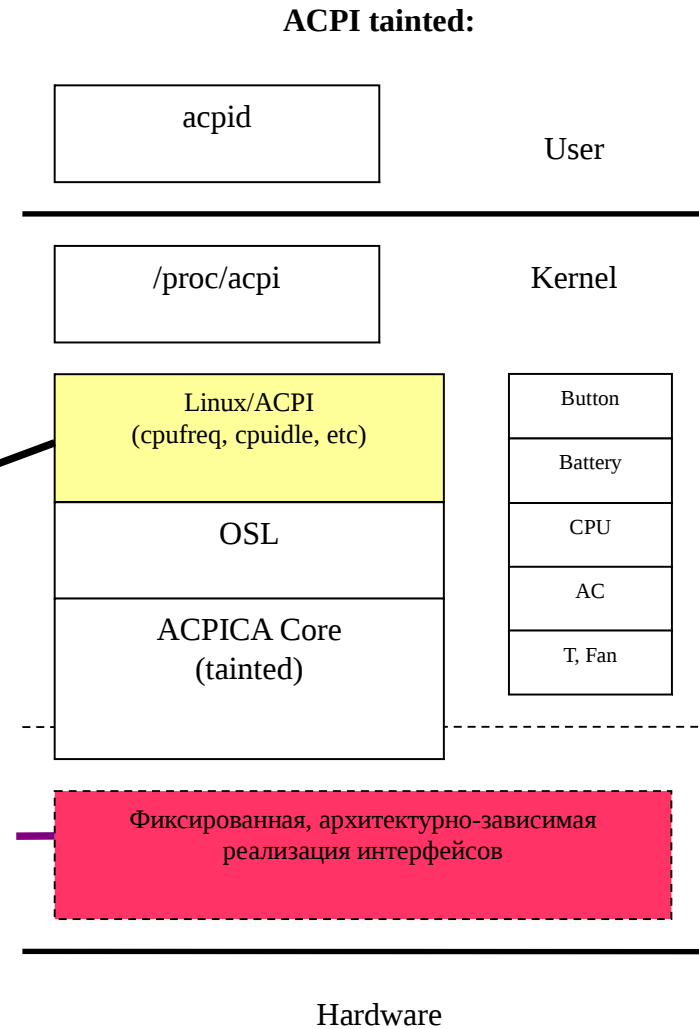 ACPI tainted:
acpid
User
/proc/acpi
Kernel
Linux/ACPI
(cpufreq, cpuidle, etc)
OSL
ACPICA Core
(tainted)
Button
Battery
CPU
AC
T, Fan
Фиксированная, архитектурно-зависимая
реализация интерфейсов
Hardware